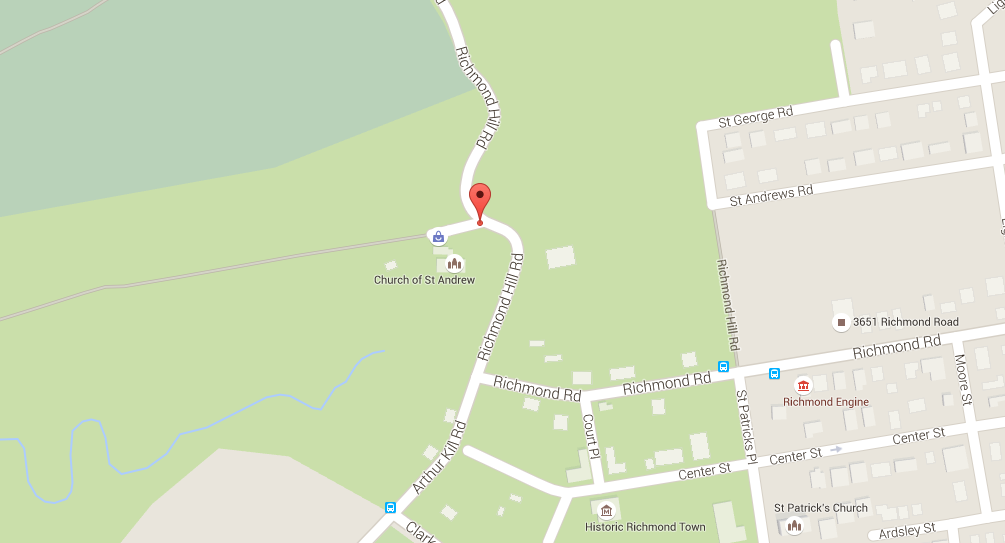 Richmond Hill Rd
St George Rd
St Andrews Rd
Church of St Andrew
Richmond Hill Rd
Richmond Hill Rd
3651 Richmond Road
Richmond Rd
Richmond Rd
Richmond Rd
Moore St
Richmond Engine
Court Pl
St Patricks Pl
Arthur Kill Rd
Center St
Center St
Center St
St Patrick's Church
Historic Richmond Town
Ardsley St